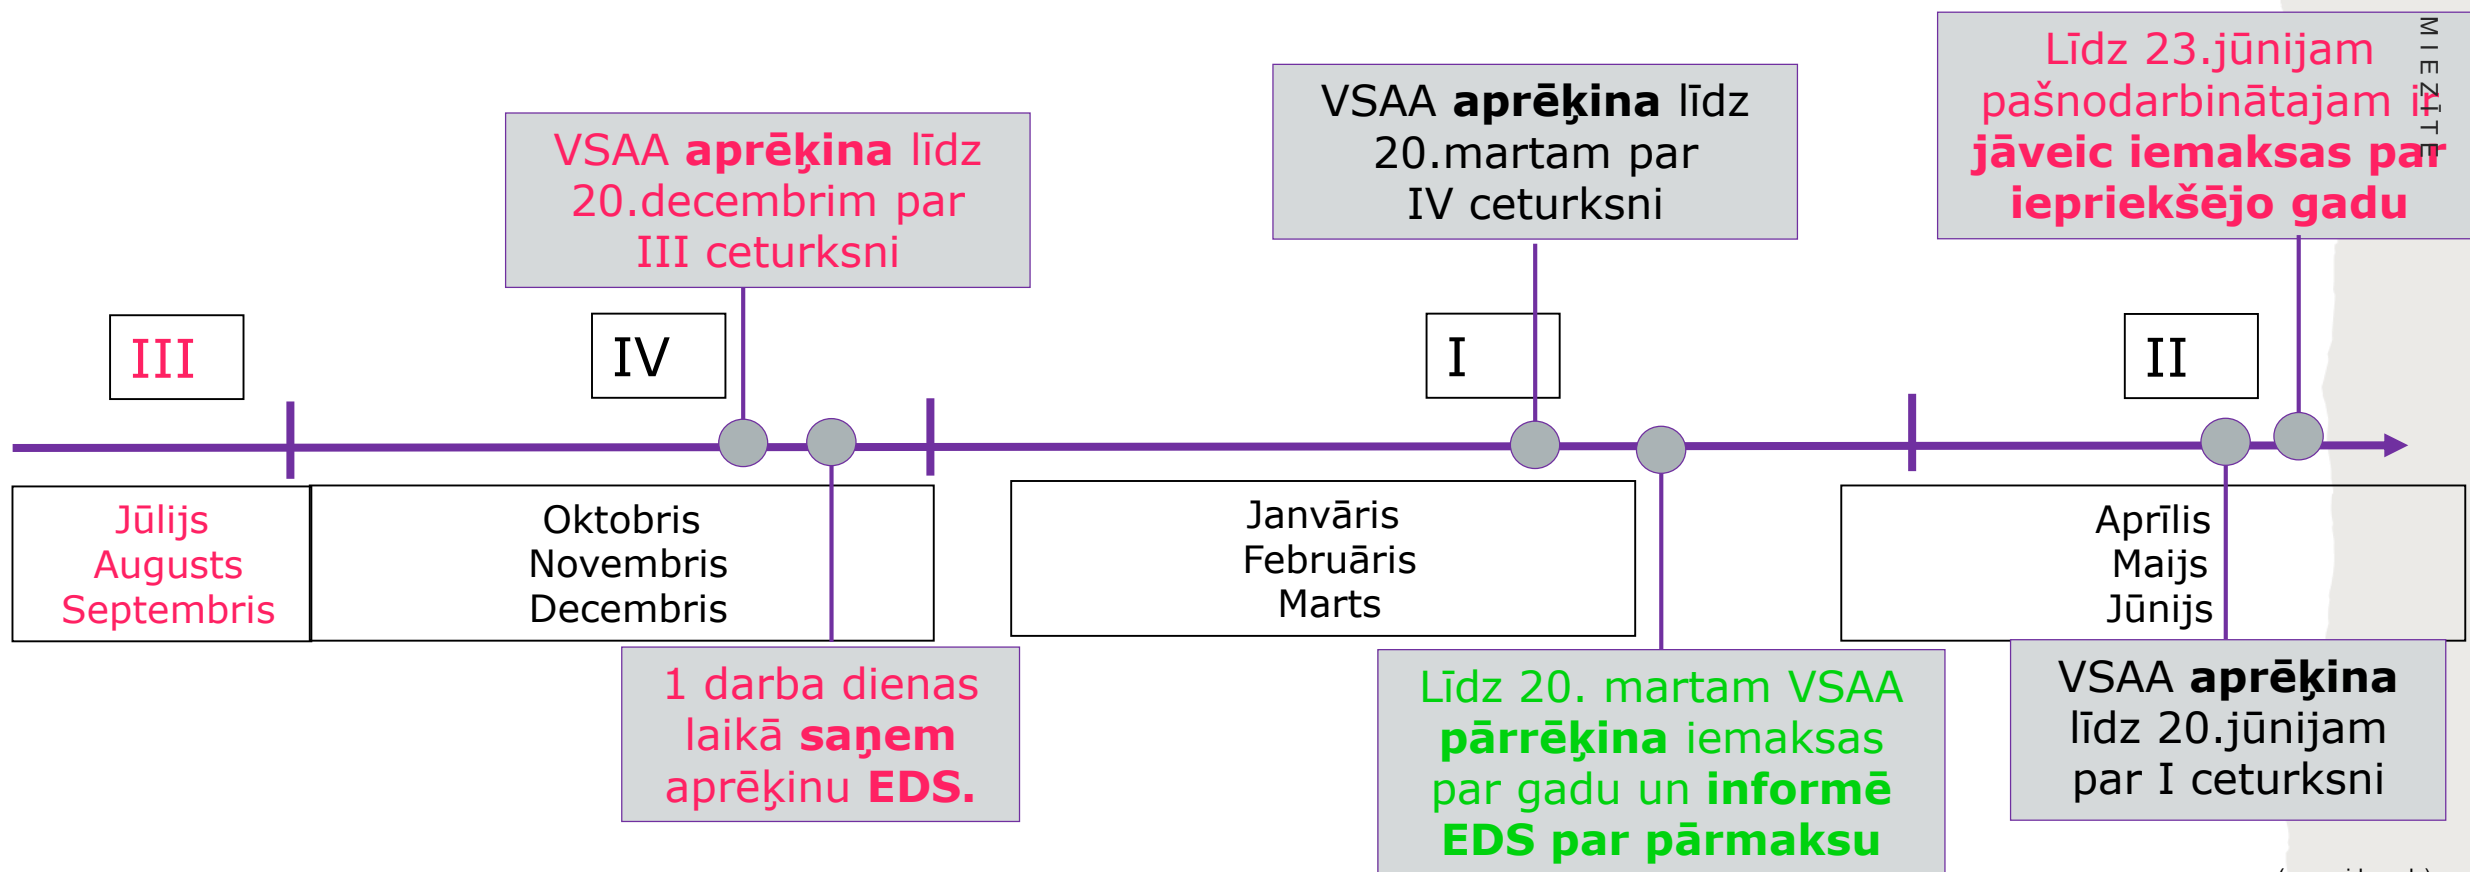 MIEZĪTE
Līdz 23.jūnijam
pašnodarbinātajam ir
jāveic iemaksas par
iepriekšējo gadu
VSAA aprēķina līdz
20.martam par
IV ceturksni
VSAA aprēķina līdz
20.decembrim par
III ceturksni
III
IV
I
II
Jūlijs
Augusts
Septembris
Oktobris
Novembris
Decembris
Janvāris
Februāris
Marts
Aprīlis
Maijs
Jūnijs
1 darba dienas
laikā saņem
aprēķinu EDS.
Līdz 20. martam VSAA
pārrēķina iemaksas
par gadu un informē
EDS par pārmaksu
VSAA aprēķina
līdz 20.jūnijam
par I ceturksni